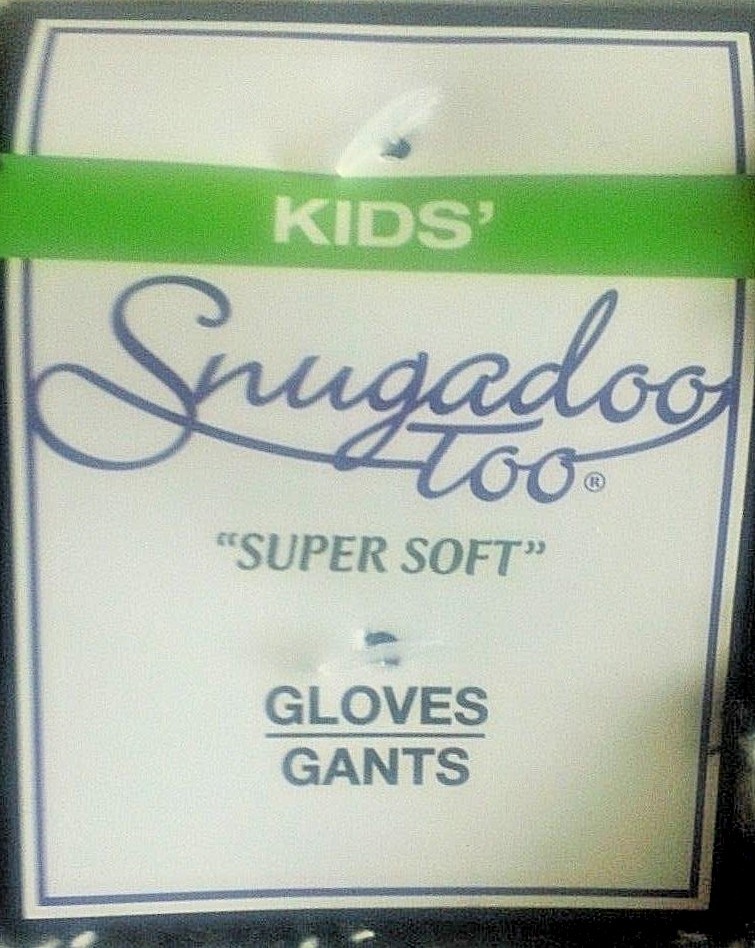 KIDS'
Snugadoo
Too®
“SUPER SOFT”
GLOVES
GANTS